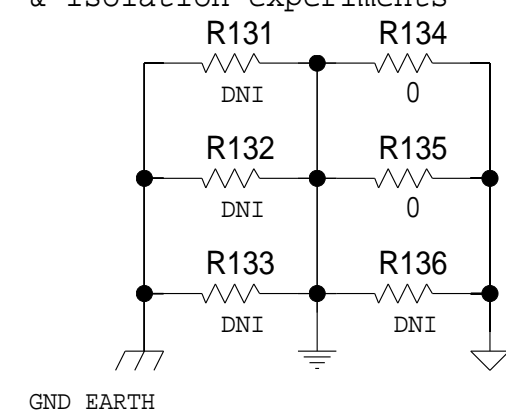 & isolation experiments
R131 R134
DNI 0
R132 R135
DNI 0
R133 R136
DNI DNI
GND EARTH